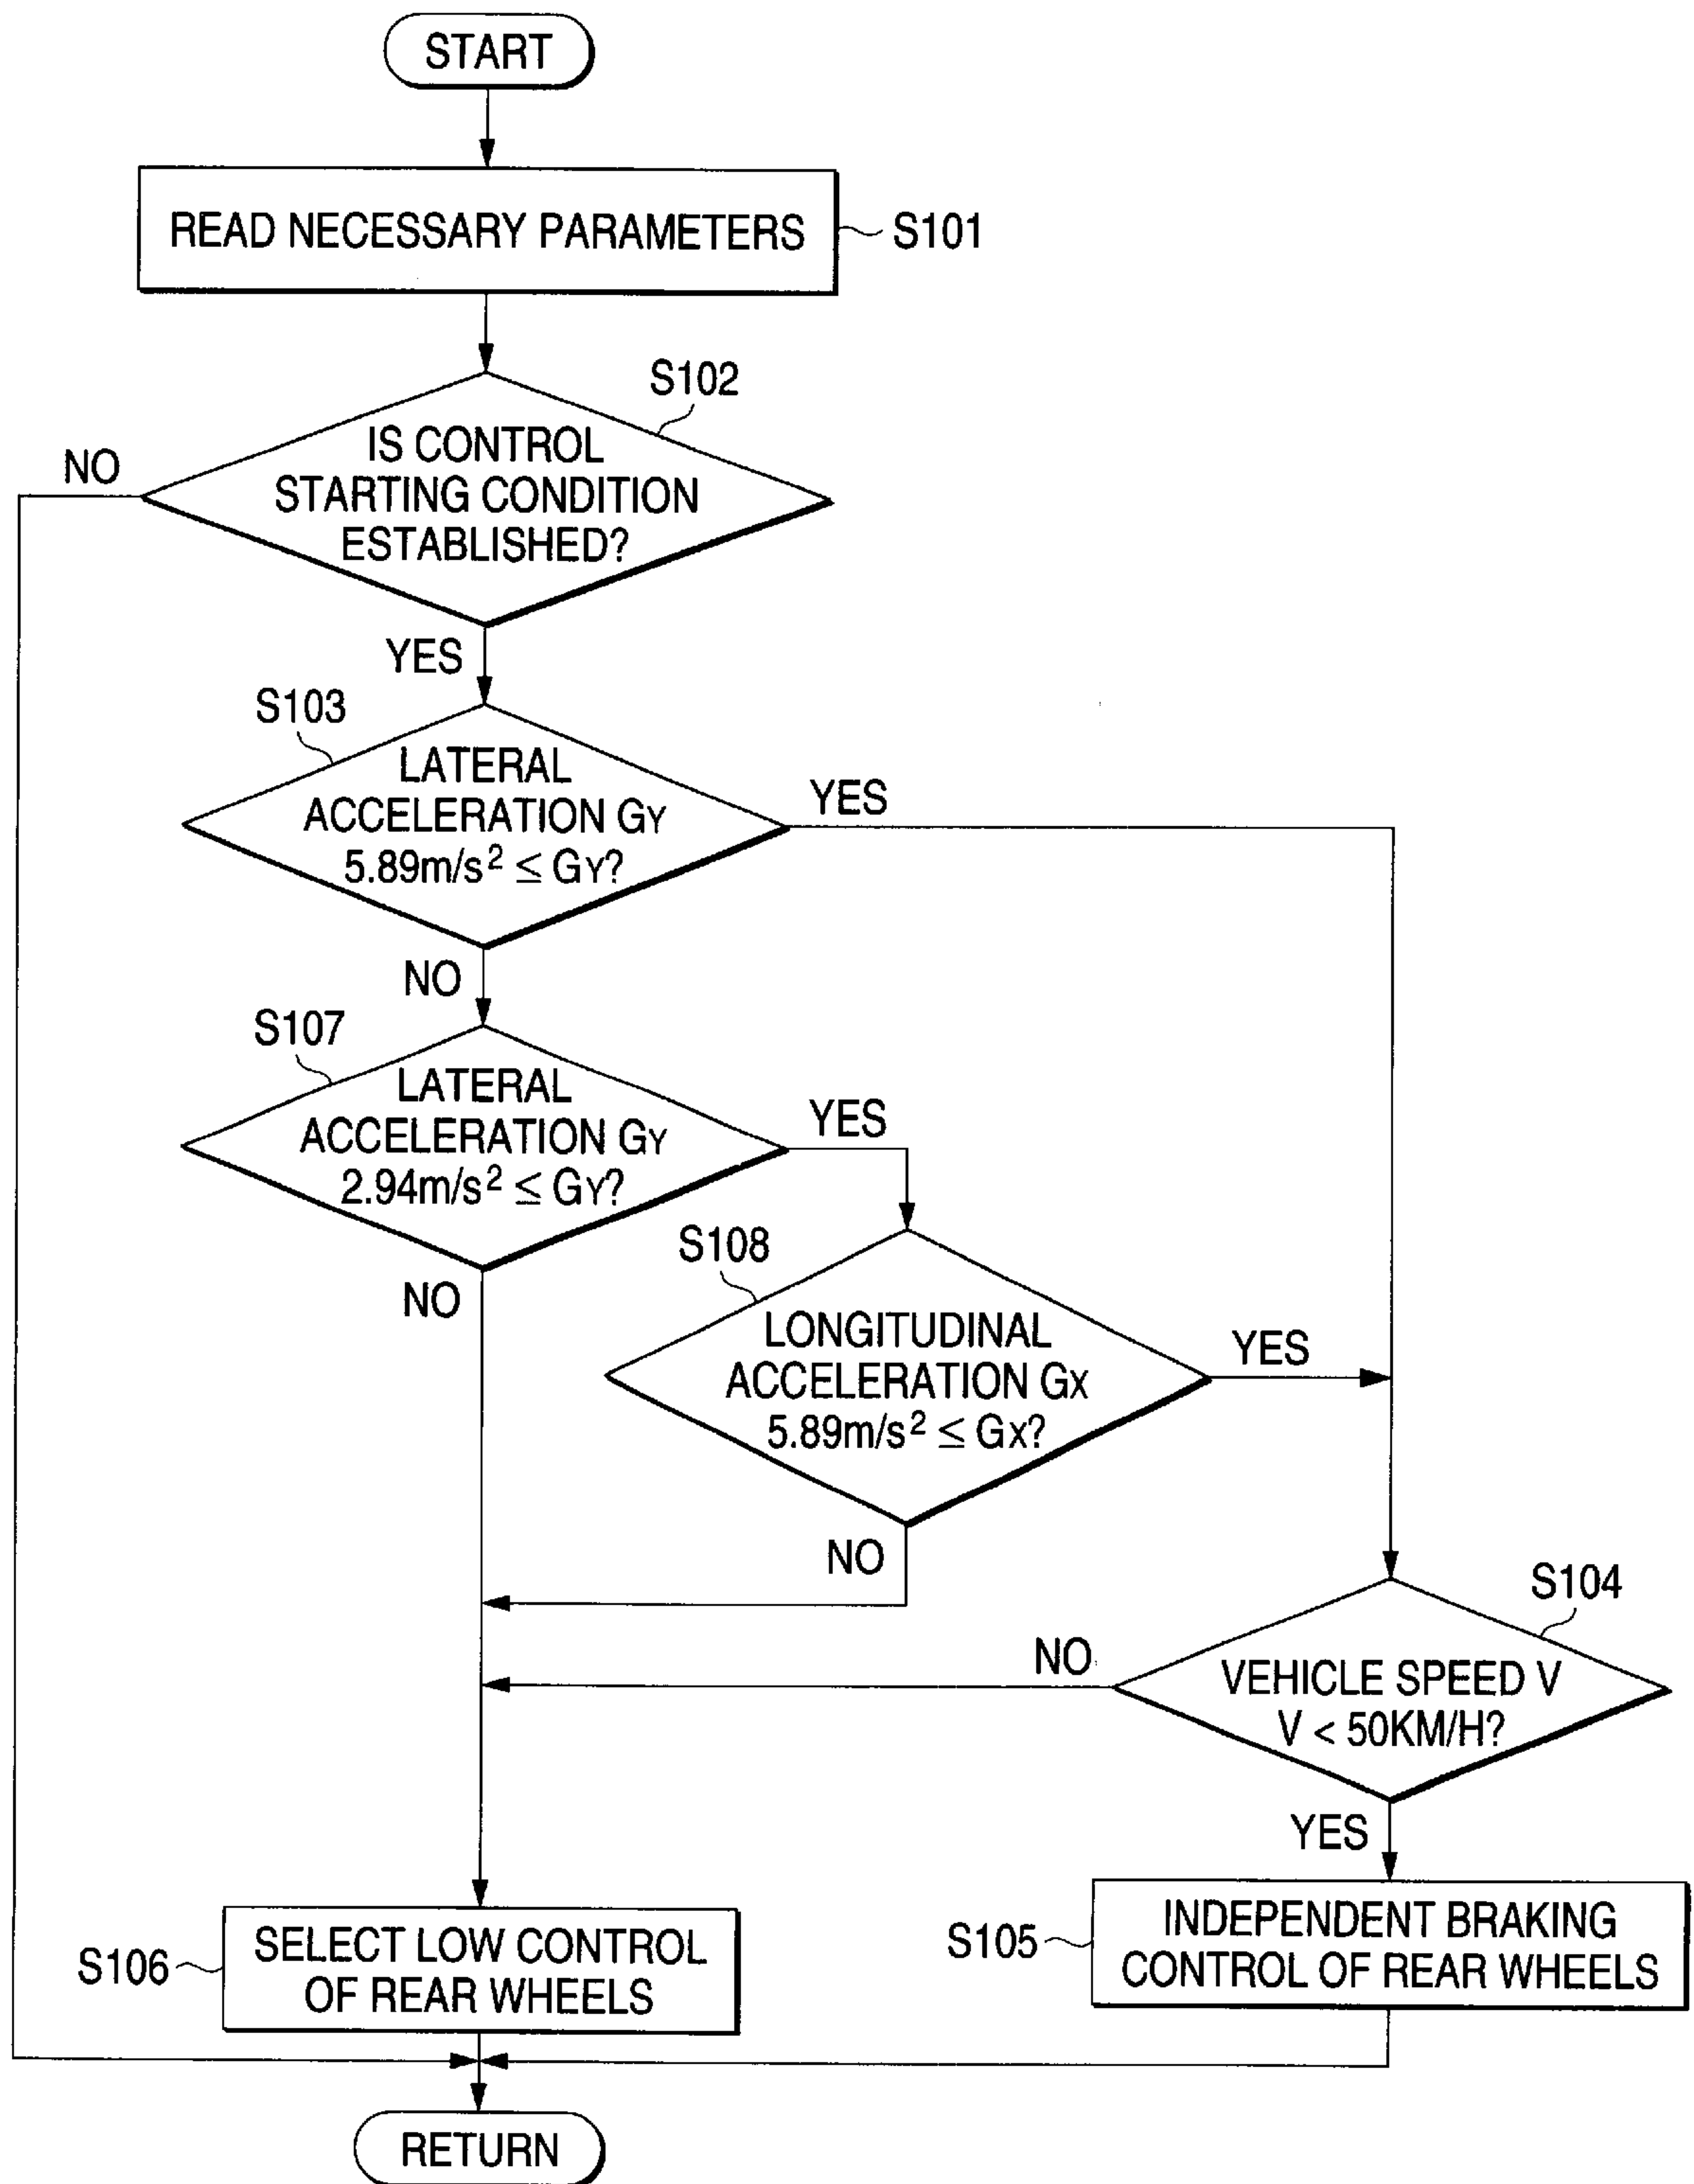 START
READ NECESSARY PARAMETERS
S101
S102
IS CONTROL
STARTING CONDITION
ESTABLISHED?
NO
YES
S103
LATERAL
ACCELERATION GY
5.89m/s² ≤ GY?
YES
NO
S107
LATERAL
ACCELERATION GY
2.94m/s² ≤ GY?
YES
NO
S108
LONGITUDINAL
ACCELERATION GX
5.89m/s² ≤ GX?
YES
NO
S104
VEHICLE SPEED V
V < 50KM/H?
NO
YES
S105
INDEPENDENT BRAKING
CONTROL OF REAR WHEELS
S106
SELECT LOW CONTROL
OF REAR WHEELS
RETURN